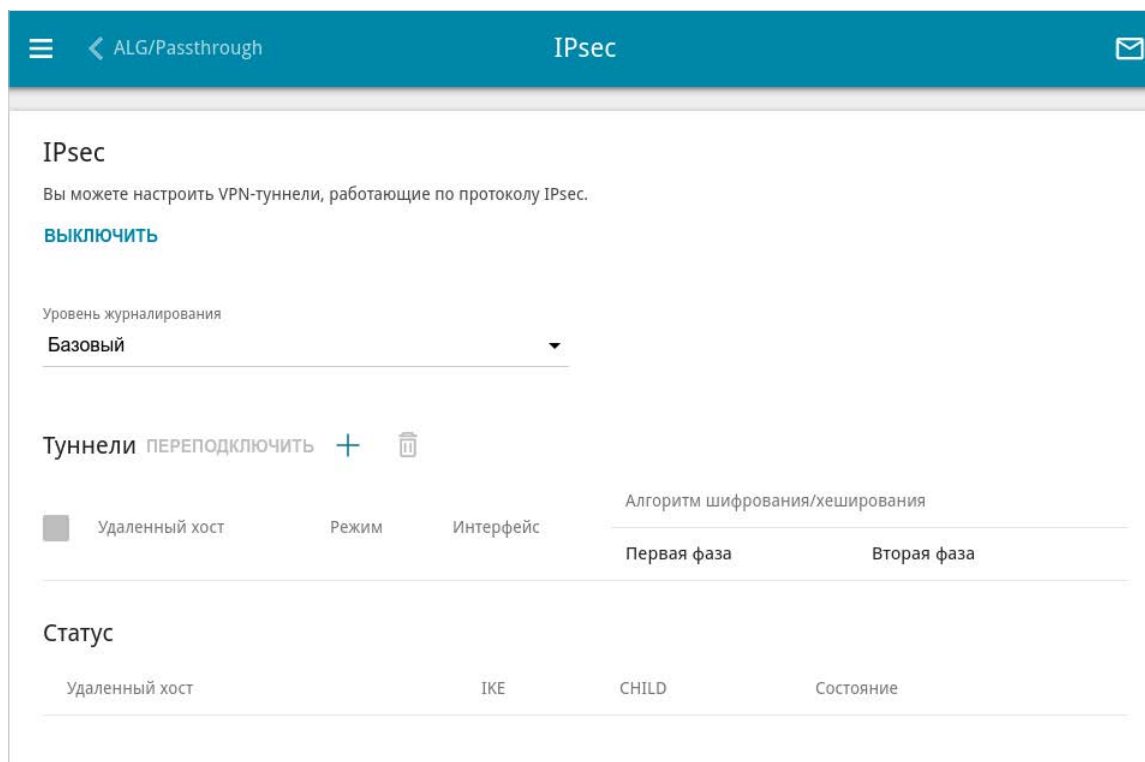 ALG/Passthrough
IPsec
IPsec
Вы можете настроить VPN-туннели, работающие по протоколу IPsec.
ВЫКЛЮЧИТЬ
Уровень журналирования
Базовый
Туннели ПЕРЕПОДКЛЮЧИТЬ
Алгоритм шифрования/хеширования
Удаленный хост Режим Интерфейс
Первая фаза Вторая фаза
Статус
Удаленный хост IKE CHILD Состояние